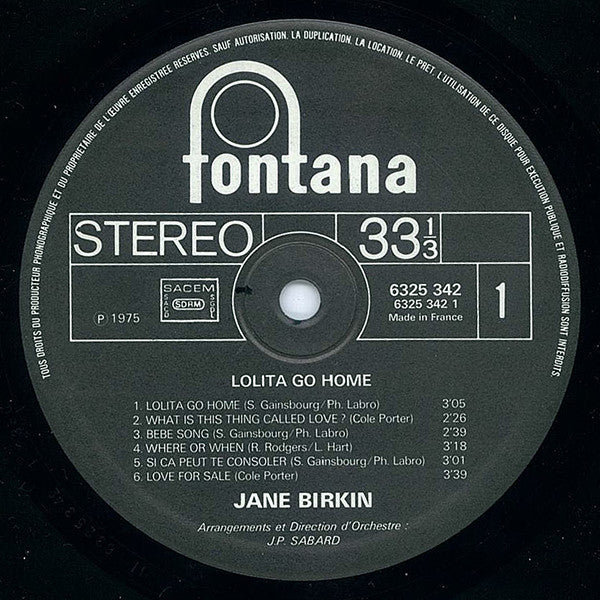 TOUS DROITS DU PRODUCTEUR PHONOGRAPHIQUE ET DU PROPRIETAIRE DE L'ŒUVRE ENREGISTREE RESERVES. SAUF AUTORISATION. LA DUPLICATION. LA LOCATION. LE PRET. L'UTILISATION DE CE DISQUE POUR EXECUTION PUBLIQUE ET RADIODIFFUSION SONT INTERDITS.
fontana
STEREO
33 1/3
SACEM
SACD
SDRM
SGDL
℗ 1975
6325 342
6325 342 1
Made in France
1
LOLITA GO HOME
1. LOLITA GO HOME (S. Gainsbourg/Ph. Labro) 3'05
2. WHAT IS THIS THING CALLED LOVE ? (Cole Porter) 2'26
3. BEBE SONG (S. Gainsbourg/Ph. Labro) 2'39
4. WHERE OR WHEN (R. Rodgers/L. Hart) 3'18
5. SI CA PEUT TE CONSOLER (S. Gainsbourg/Ph. Labro) 3'01
6. LOVE FOR SALE (Cole Porter) 3'39
JANE BIRKIN
Arrangements et Direction d'Orchestre :
J.P. SABARD